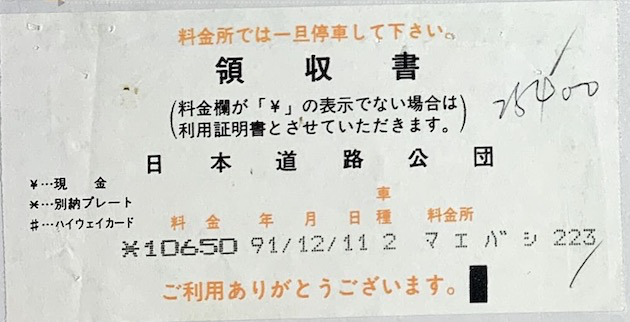 料金所では一旦停車して下さい。
領収書
(料金欄が「¥」の表示でない場合は
利用証明書とさせていただきます。)
25400
日本道路公団
¥…現金
※…別納プレート
#…ハイウェイカード
料金 年 月 日 車種 料金所
※10650 91/12/11 2 マエバシ 223
ご利用ありがとうございます。